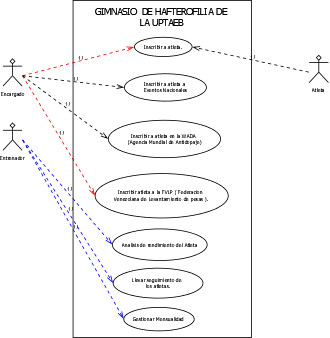 GIMNASIO DE HAFTEROFILIA DE
LA UPTAEB
Inscribir a atleta.
Encargado
Atleta
Inscribir a atleta a
Eventos Nacionales
Inscribir a atleta en la WADA
(Agencia Mundial de Antidopaje)
Entrenador
Inscribir atleta a la FVLP ( Federacion
Venezolana de Levantamiento de pesas ).
Analisis de rendimiento del Atleta
Llevar seguimiento de
los atletas.
Gestionar Mensualidad